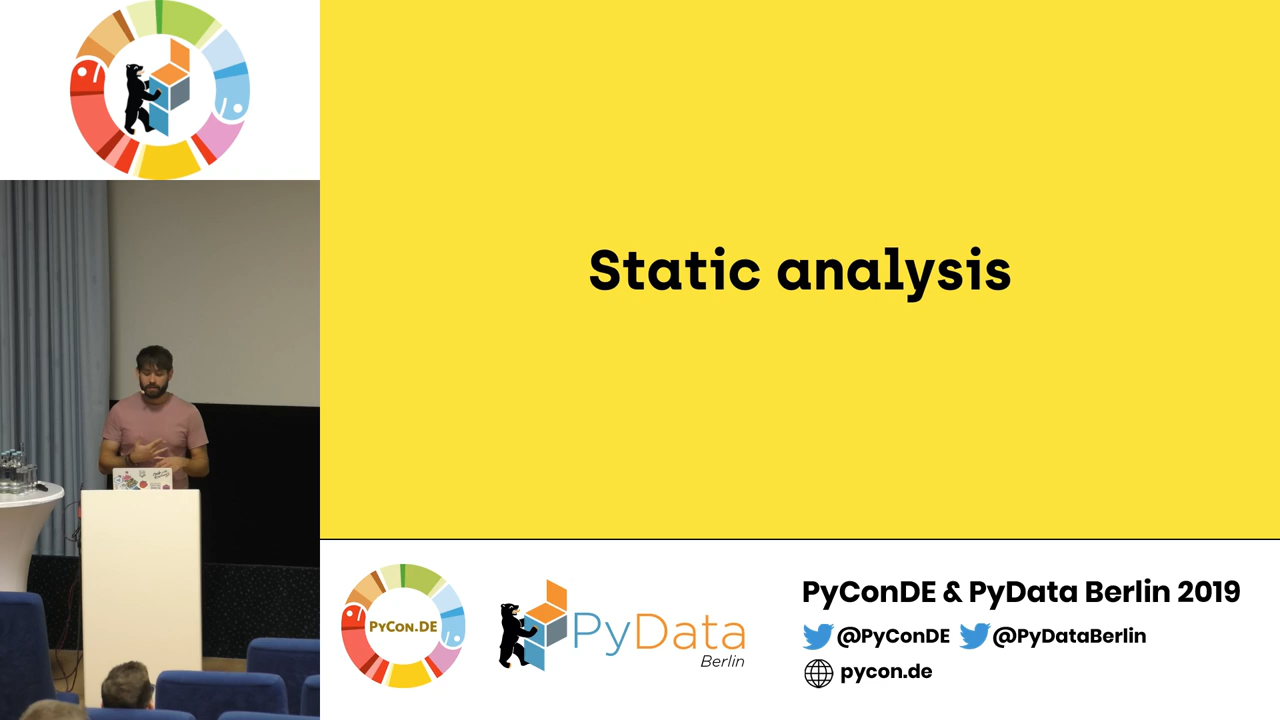 Static analysis
PyCon.DE
PyData
Berlin
PyConDE & PyData Berlin 2019
@PyConDE @PyDataBerlin
pycon.de